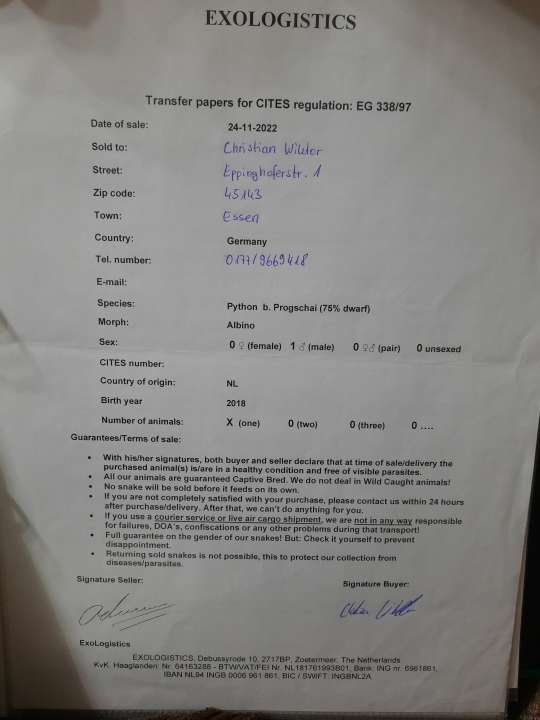 EXOLOGISTICS
Transfer papers for CITES regulation: EG 338/97
Date of sale: 24-11-2022
Sold to: Christian
Street: Eppinghoferstr. 1
Zip code: 45143
Town: Essen
Country: Germany
Tel. number: 0177/9669418
E-mail:
Species: Python b. Progschai (75% dwarf)
Morph: Albino
Sex: 0 ♀ (female) 1 ♂ (male) 0 ♀♂ (pair) 0 unsexed
CITES number:
Country of origin: NL
Birth year 2018
Number of animals: X (one) 0 (two) 0 (three) 0 ....
Guarantees/Terms of sale:
• With his/her signatures, both buyer and seller declare that at time of sale/delivery the
purchased animal(s) is/are in a healthy condition and free of visible parasites.
• All our animals are guaranteed Captive Bred. We do not deal in Wild Caught animals!
• No snake will be sold before it feeds on its own.
• If you are not completely satisfied with your purchase, please contact us within 24 hours
after purchase/delivery. After that, we can't do anything for you.
• If you use a courier service or live air cargo shipment, we are not in any way responsible
for failures, DOA's, confiscations or any other problems during that transport!
• Full guarantee on the gender of our snakes! But: Check it yourself to prevent
disappointment.
• Returning sold snakes is not possible, this to protect our collection from
diseases/parasites.
Signature Seller: Signature Buyer:
ExoLogistics
EXOLOGISTICS, Debussyrode 10, 2717BP, Zoetermeer, The Netherlands
KvK. Haaglanden: Nr. 64163288 - BTW/VAT/FEI Nr. NL181761993B01, Bank: ING nr. 6961861,
IBAN NL94 INGB 0006 961 861, BIC / SWIFT: INGBNL2A